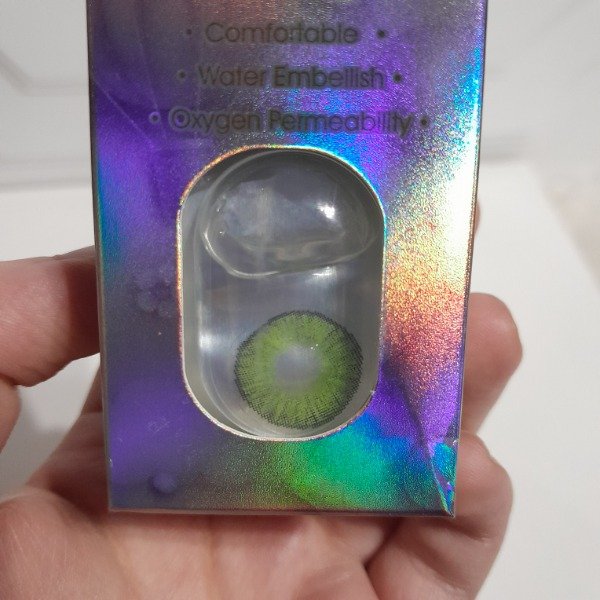 • Comfortable •
• Water Embellish •
• Oxygen Permeability •